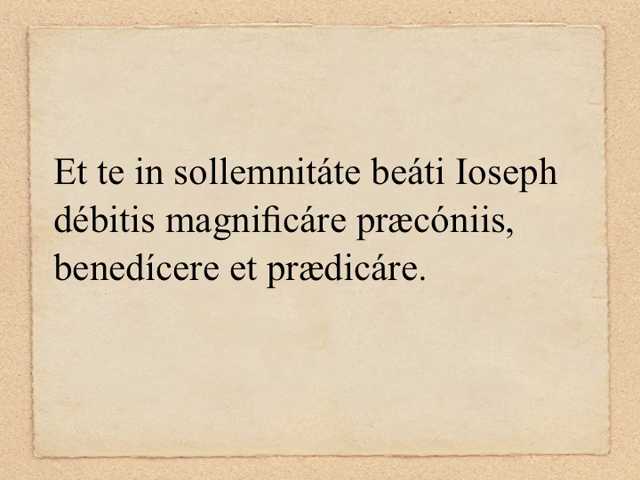 Et te in sollemnitáte beáti Ioseph
débitis magnificáre præcóniis,
benedícere et prædicáre.